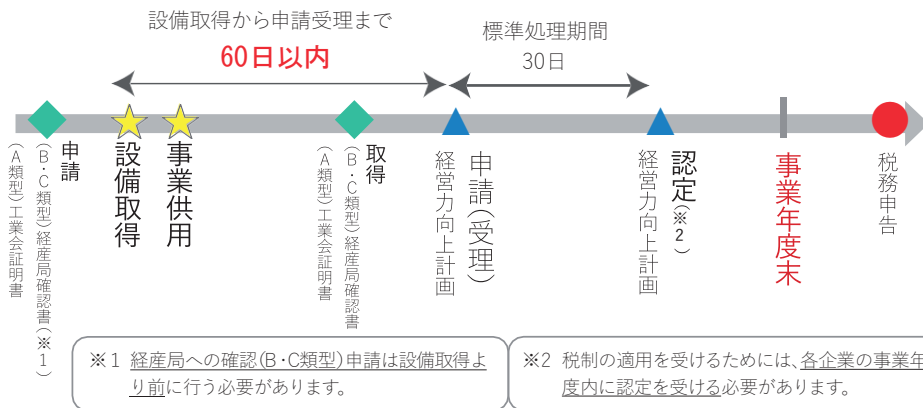 設備取得から申請受理まで
60日以内
標準処理期間
30日
申請
(B・C類型)経産局確認書(※1)
(A類型)工業会証明書
設備取得
事業供用
取得
(B・C類型)経産局確認書
(A類型)工業会証明書
申請(受理)
経営力向上計画
認定(※2)
経営力向上計画
事業年度末
税務申告
※1 経産局への確認(B・C類型)申請は設備取得よ
り前に行う必要があります。
※2 税制の適用を受けるためには、各企業の事業年
度内に認定を受ける必要があります。